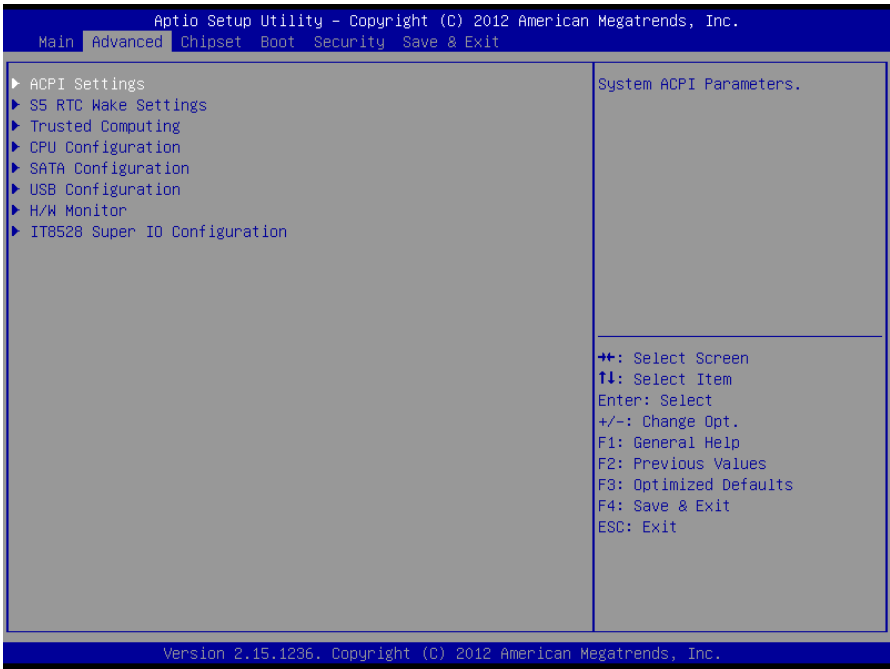 Aptio Setup Utility – Copyright (C) 2012 American Megatrends, Inc.
Main Advanced Chipset Boot Security Save & Exit
ACPI Settings
S5 RTC Wake Settings
Trusted Computing
CPU Configuration
SATA Configuration
USB Configuration
H/W Monitor
IT8528 Super IO Configuration
System ACPI Parameters.
→←: Select Screen
↑↓: Select Item
Enter: Select
+/-: Change Opt.
F1: General Help
F2: Previous Values
F3: Optimized Defaults
F4: Save & Exit
ESC: Exit
Version 2.15.1236. Copyright (C) 2012 American Megatrends, Inc.